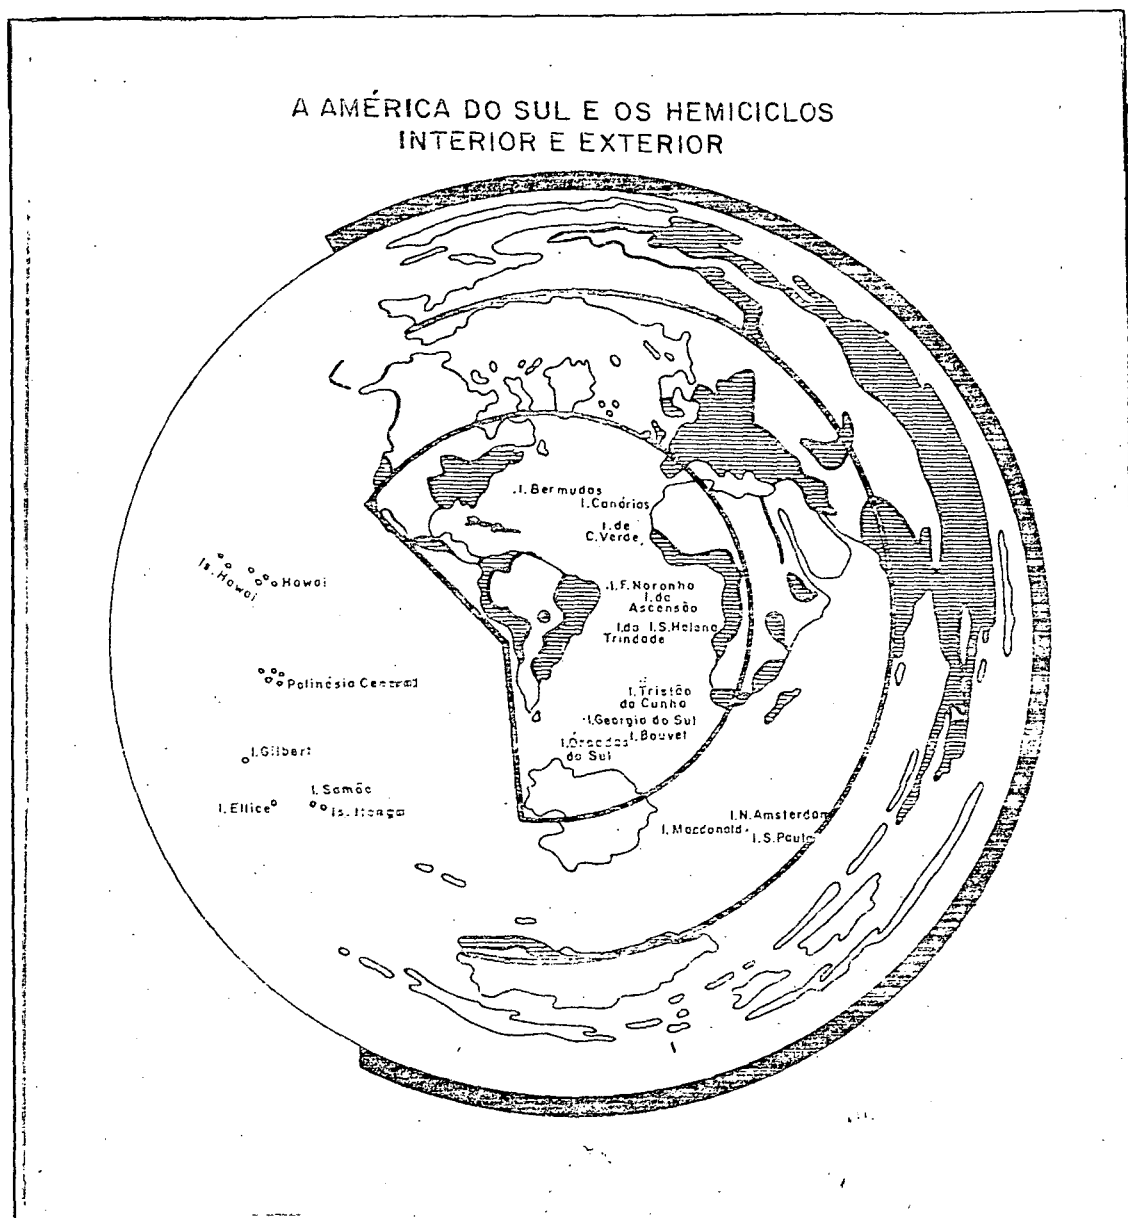 A AMÉRICA DO SUL E OS HEMICICLOS
INTERIOR E EXTERIOR
I. Bermudas
I. Canórias
I. de
C. Verde
Is. Hawai
Hawai
I. F. Noronha
I. de
Ascensão
I. da
Trindade
I. S. Helena
Polinésia Central
I. Tristão
da Cunha
I. Georgia do Sul
I. Bouvet
I. Órcadas
do Sul
I. Gilbert
I. Samôa
I. Ellice
I. N. Amsterdam
I. Macdonald
I. S. Paulo